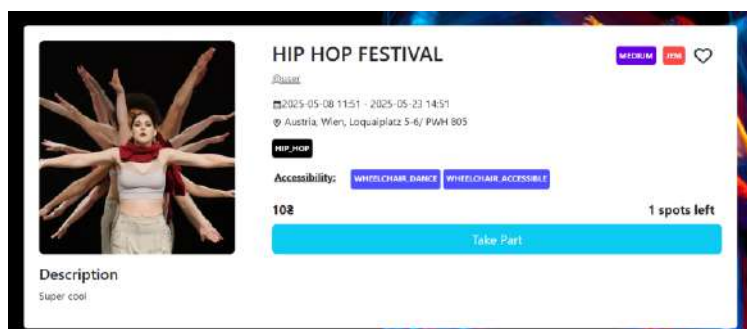 HIP HOP FESTIVAL
MEDIUM JEM
@user
2025-05-08 11:51 - 2025-05-23 14:51
Austria, Wien, Loquaiplatz 5-6/ PWH 805
HIP_HOP
Accessibility: WHEELCHAIR_DANCE WHEELCHAIR_ACCESSIBLE
10₴ 1 spots left
Take Part
Description
Super cool